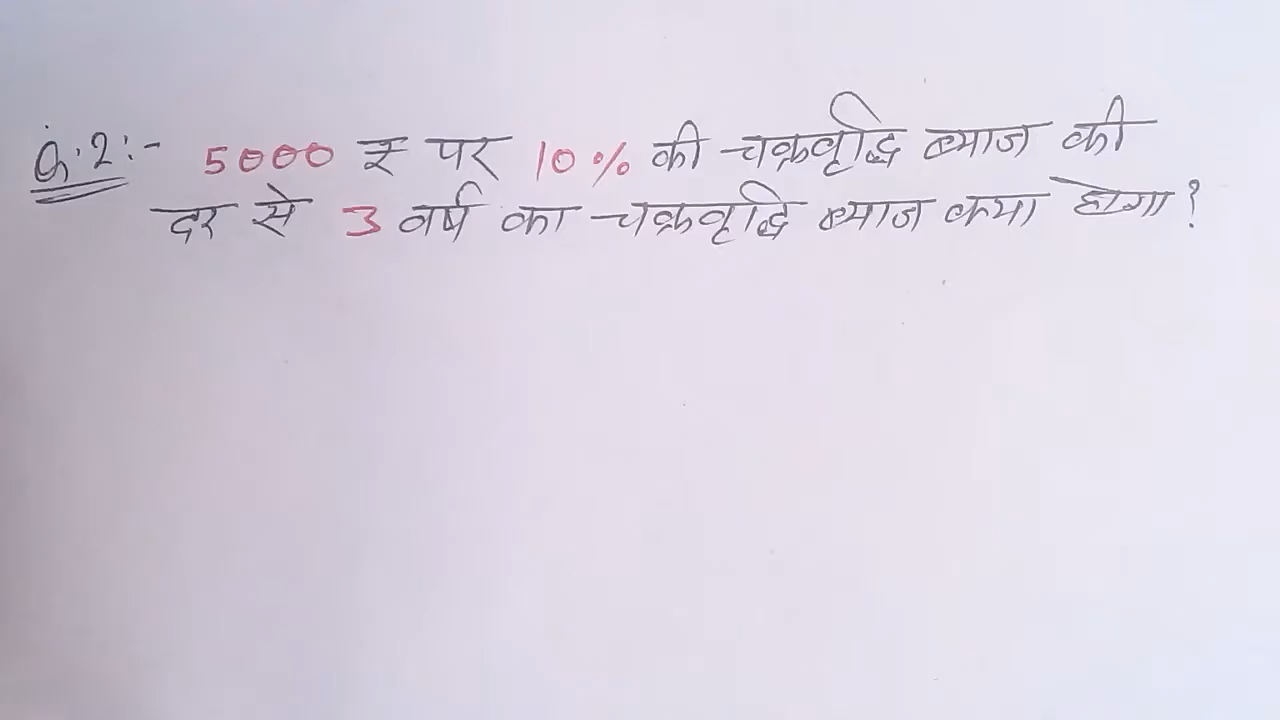 Q.2:- 5000 ₹ पर 10% की चक्रवृद्धि ब्याज की
दर से 3 वर्ष का चक्रवृद्धि ब्याज क्या होगा?